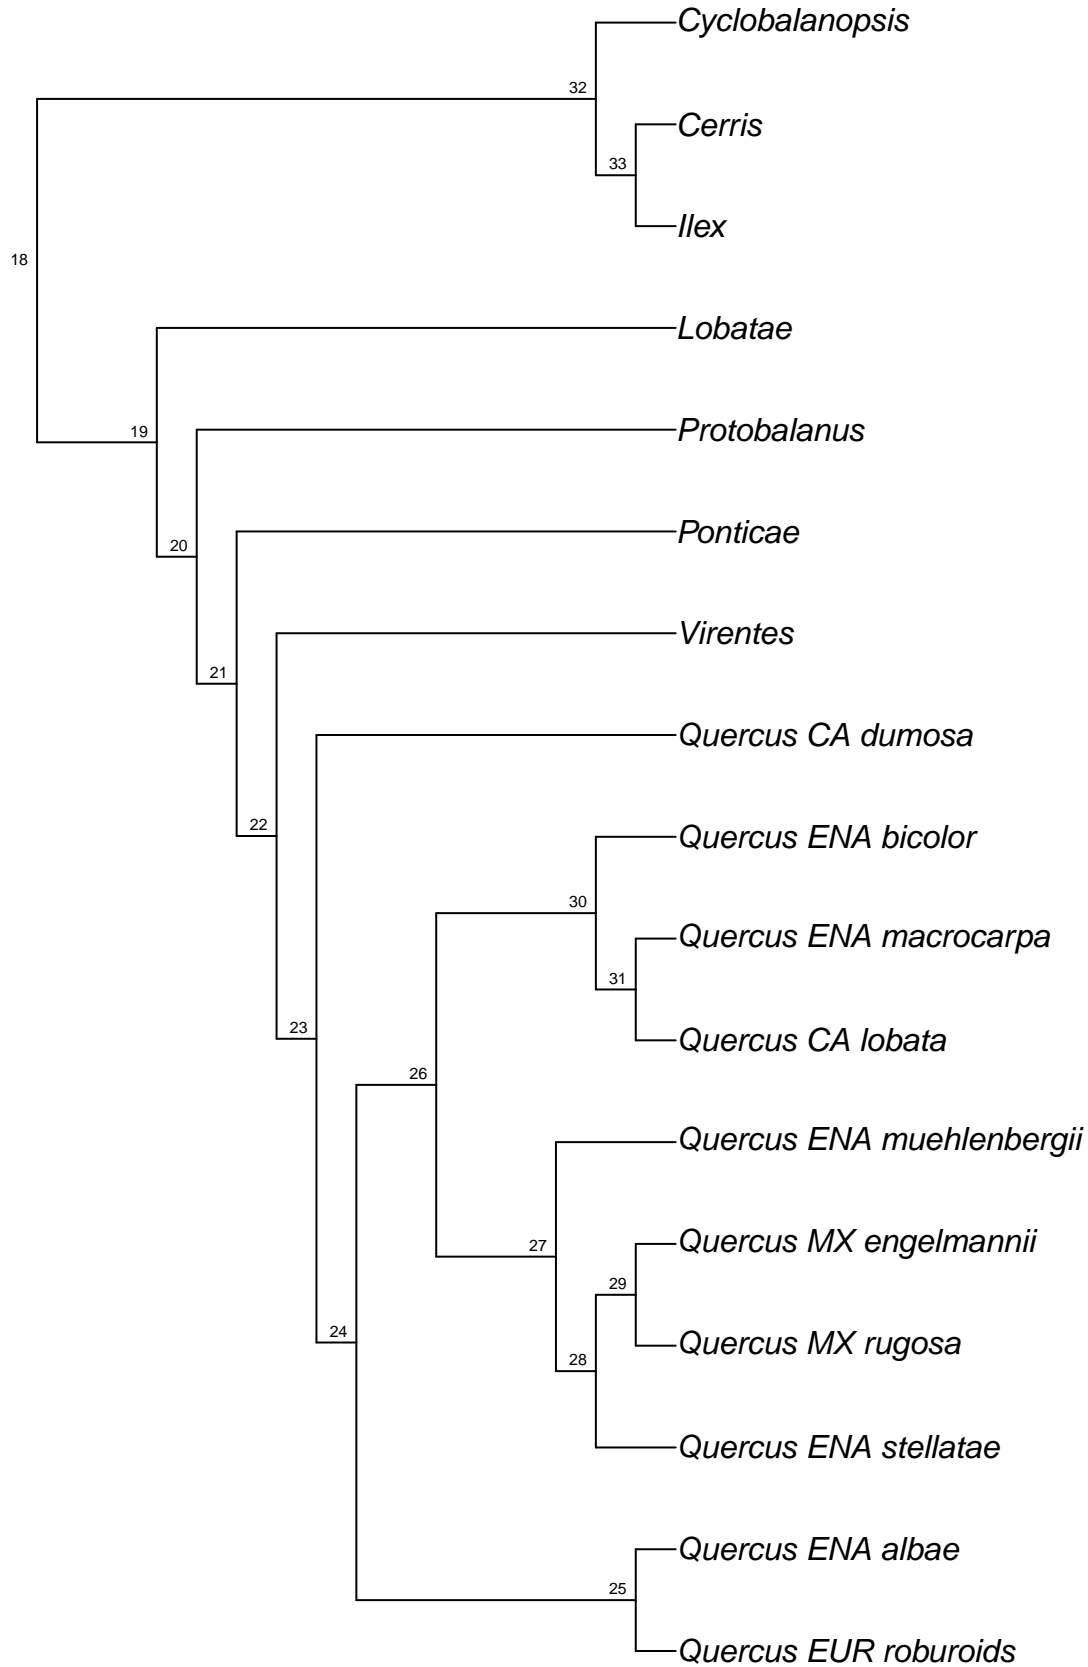 Cyclobalanopsis
32
Cerris
33
Ilex
18
Lobatae
19
Protobalanus
20
Ponticae
21
Virentes
22
Quercus CA dumosa
23
Quercus ENA bicolor
30
Quercus ENA macrocarpa
31
Quercus CA lobata
26
Quercus ENA muehlenbergii
27
Quercus MX engelmannii
29
24
Quercus MX rugosa
28
Quercus ENA stellatae
Quercus ENA albae
25
Quercus EUR roburoids